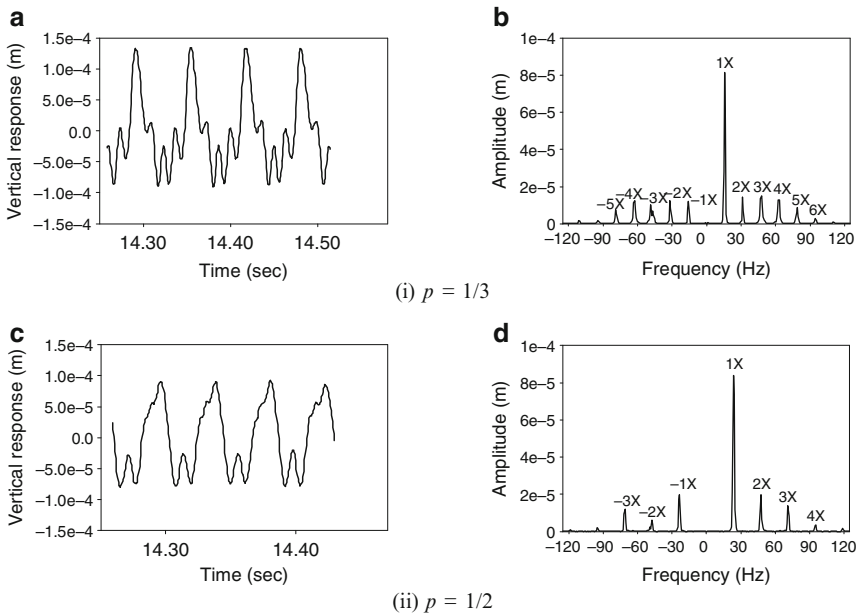 a
b
Vertical response (m)
1.5e–4
1.0e–4
5.0e–5
0.0
–5.0e–5
–1.0e–4
–1.5e–4
14.30
14.40
14.50
Time (sec)
Amplitude (m)
1e–4
8e–5
6e–5
4e–5
2e–5
0
1X
–5X
–4X
–3X
–2X
–1X
2X
3X
4X
5X
6X
–120
–90
–60
–30
0
30
60
90
120
Frequency (Hz)
(i) p = 1/3
c
d
Vertical response (m)
1.5e–4
1.0e–4
5.0e–5
0.0
–5.0e–5
–1.0e–4
–1.5e–4
14.30
14.40
Time (sec)
Amplitude (m)
1e–4
8e–5
6e–5
4e–5
2e–5
0
1X
–3X
–2X
–1X
2X
3X
4X
–120
–90
–60
–30
0
30
60
90
120
Frequency (Hz)
(ii) p = 1/2